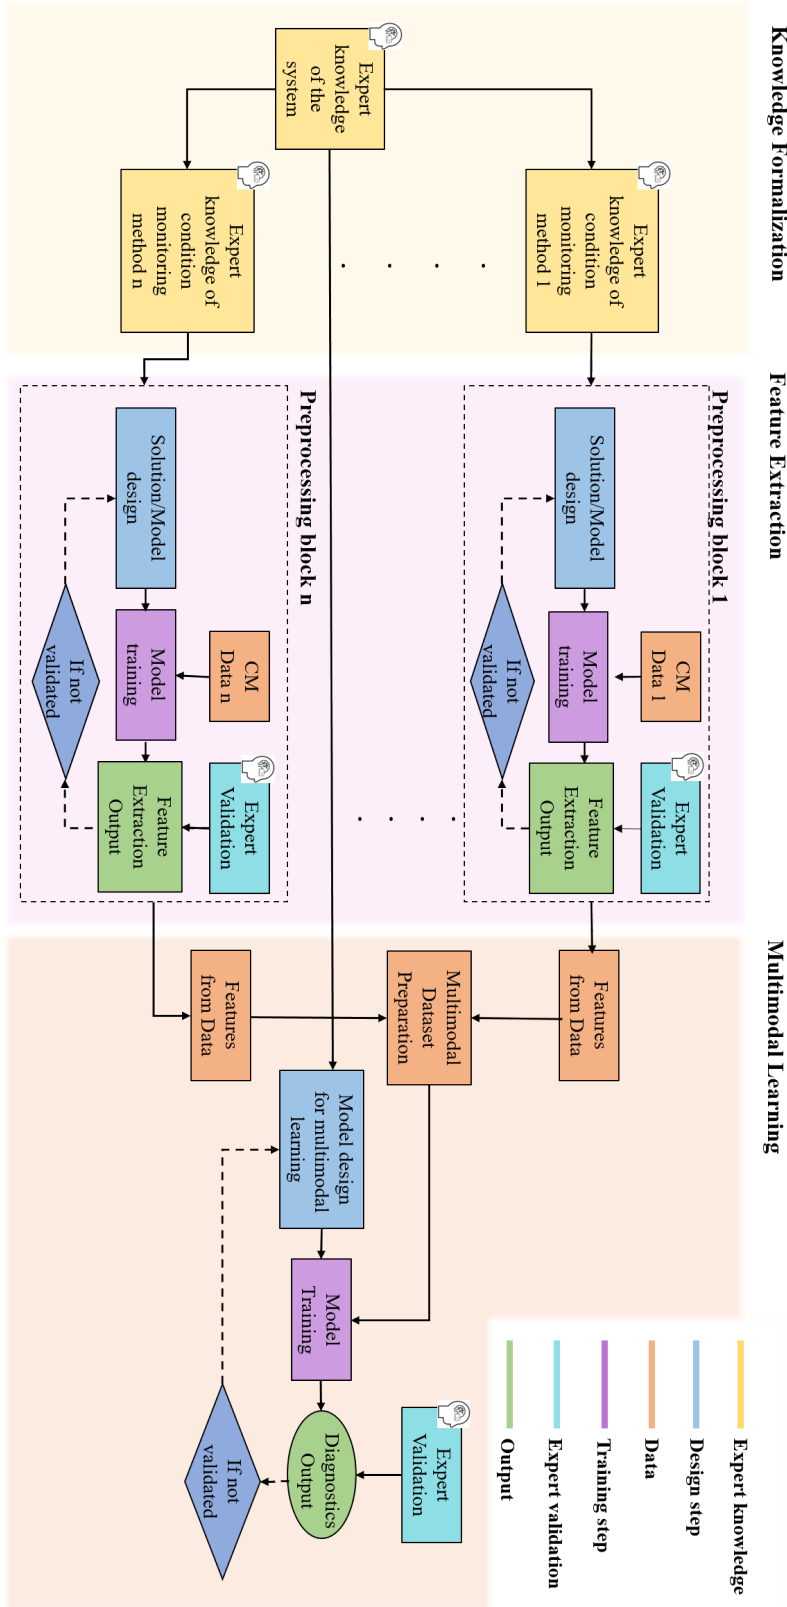 Knowledge Formalization
Feature Extraction
Multimodal Learning
Expert
knowledge
of the
system
Expert
knowledge of
condition
monitoring
method 1
. . . .
Expert
knowledge of
condition
monitoring
method n
Preprocessing block 1
Solution/Model
design
Model
training
CM
Data 1
If not
validated
Feature
Extraction
Output
Expert
Validation
. . . .
Preprocessing block n
Solution/Model
design
Model
training
CM
Data n
If not
validated
Feature
Extraction
Output
Expert
Validation
Features
from Data
Multimodal
Dataset
Preparation
Features
from Data
Model design
for multimodal
learning
Model
Training
Diagnostics
Output
Expert
Validation
If not
validated
Expert knowledge
Design step
Data
Training step
Expert validation
Output